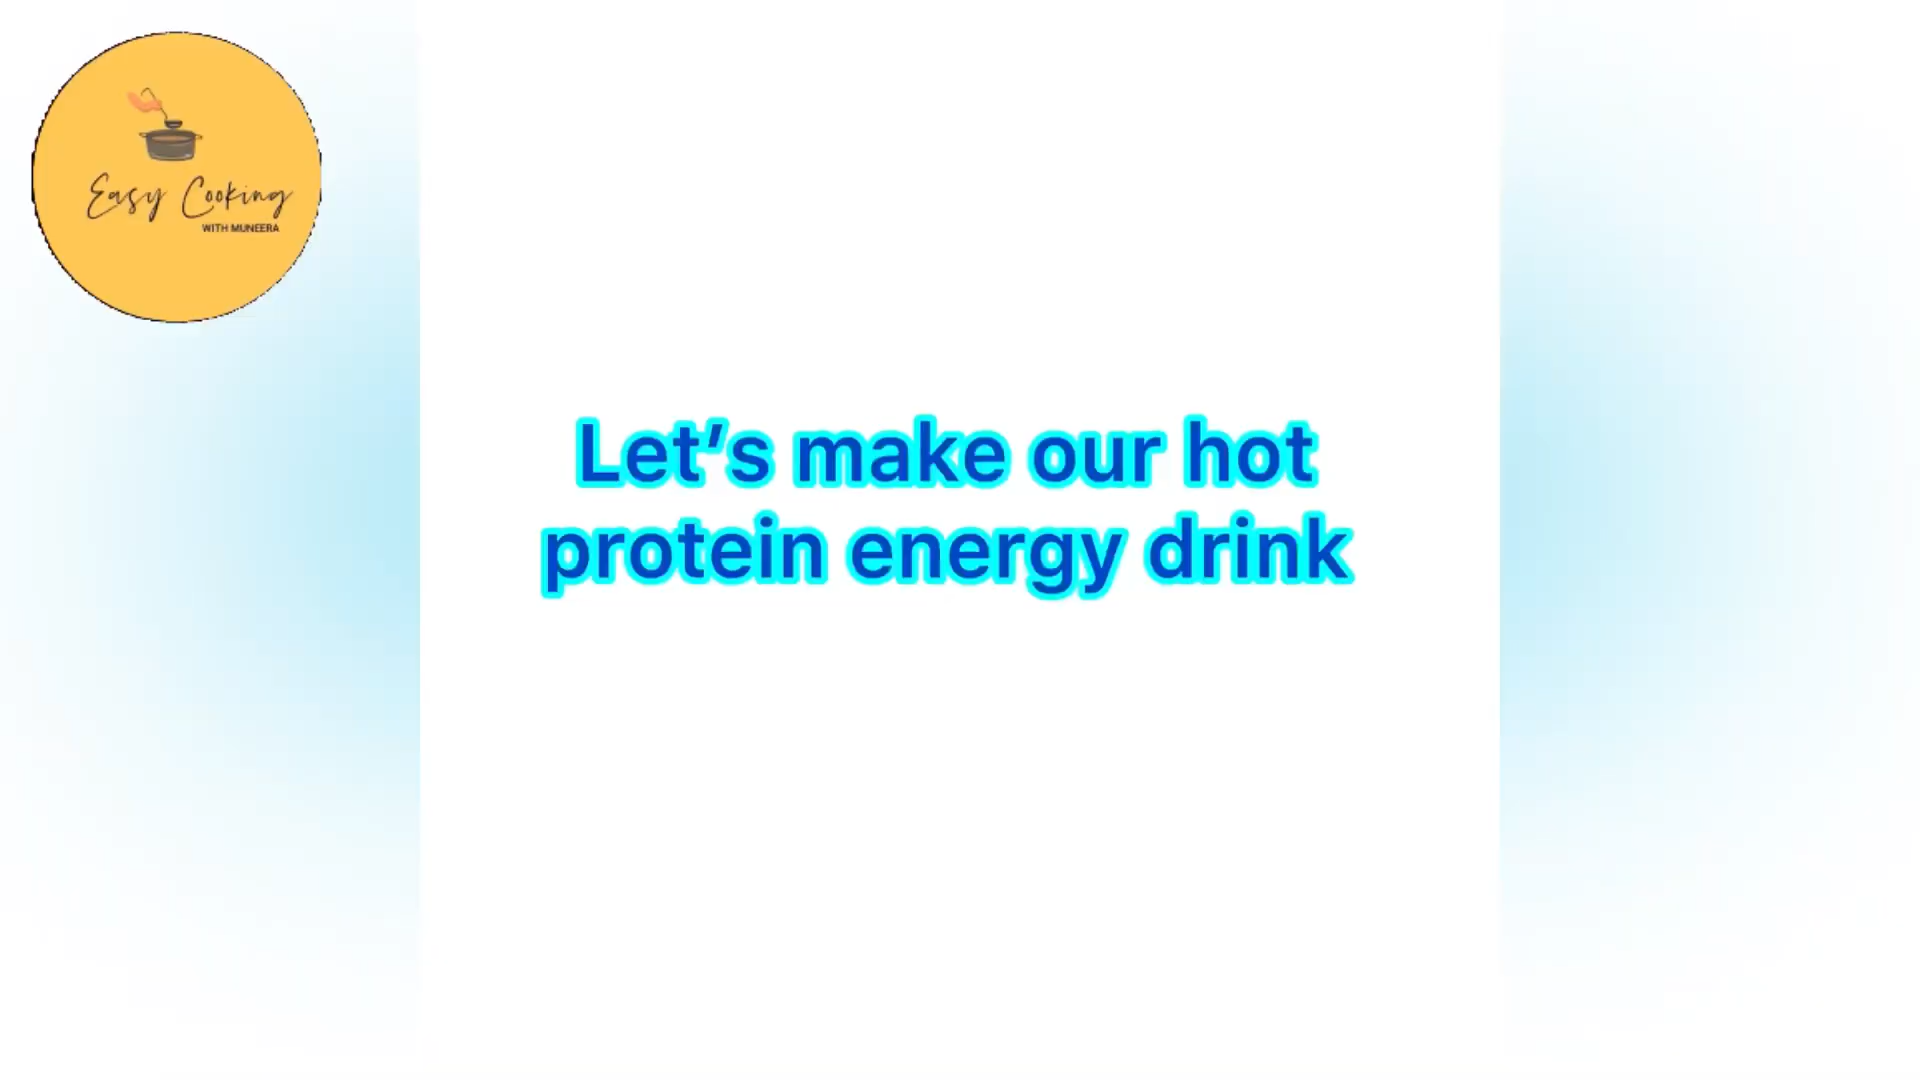 Easy Cooking
WITH MUNEERA
Let’s make our hot
protein energy drink